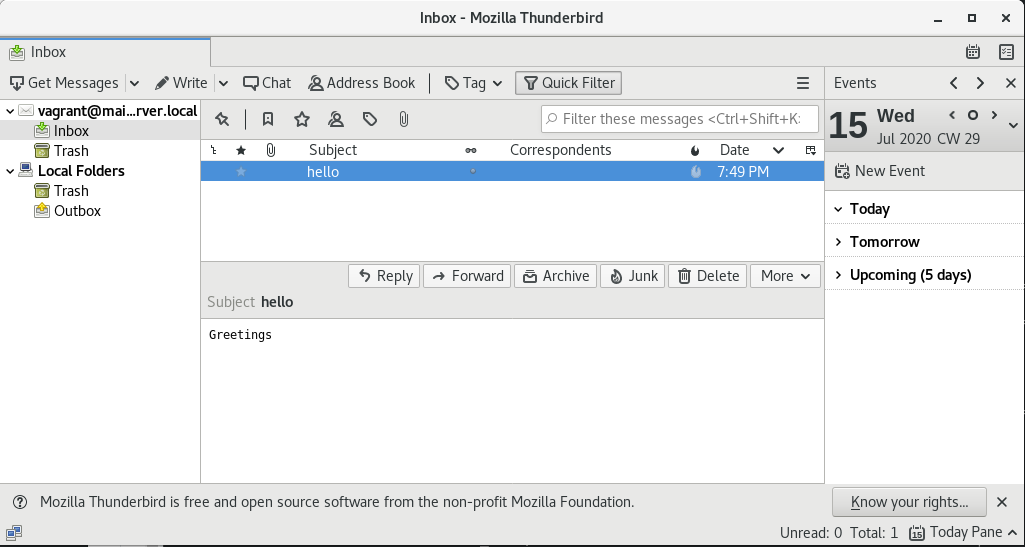 Inbox - Mozilla Thunderbird
Inbox
Get Messages Write Chat Address Book Tag Quick Filter
Events
vagrant@mai...rver.local
Inbox
Trash
Local Folders
Trash
Outbox
Filter these messages <Ctrl+Shift+K>
Subject Correspondents Date
hello 7:49 PM
Reply Forward Archive Junk Delete More
Subject hello
Greetings
15 Wed
Jul 2020 CW 29
New Event
Today
Tomorrow
Upcoming (5 days)
Mozilla Thunderbird is free and open source software from the non-profit Mozilla Foundation.
Know your rights...
Unread: 0 Total: 1 15 Today Pane